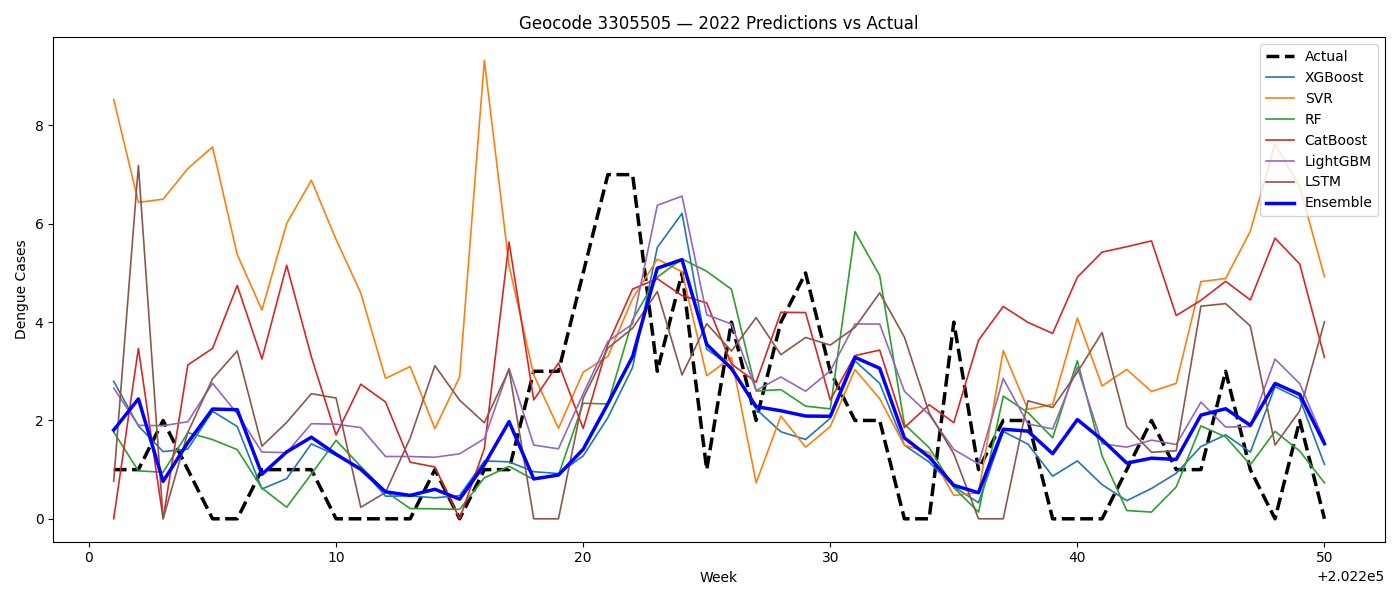 Geocode 3305505 — 2022 Predictions vs Actual
Dengue Cases
8
6
4
2
0
0
10
20
30
40
50
+2.022e5
Week
Actual
XGBoost
SVR
RF
CatBoost
LightGBM
LSTM
Ensemble